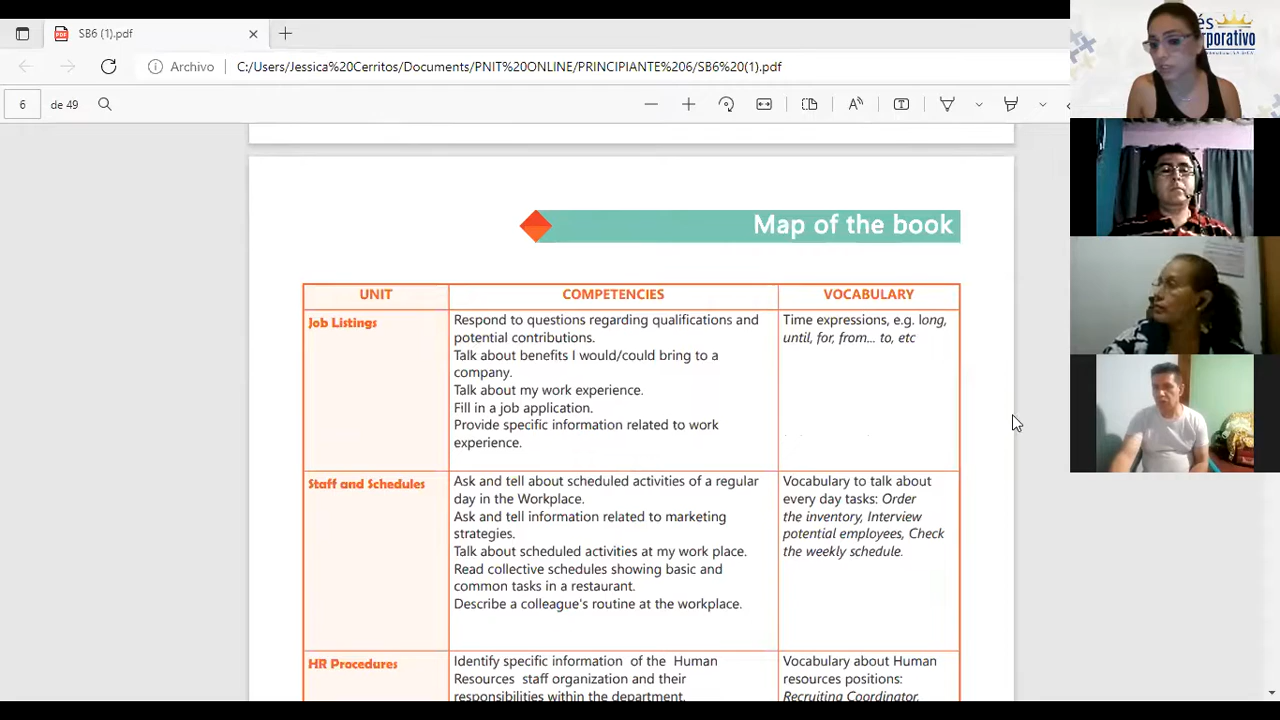 SB6 (1).pdf
Archivo
C:/Users/Jessica%20Cerritos/Documents/PNIT%20ONLINE/PRINCIPIANTE%206/SB6%20(1).pdf
6
de 49
Map of the book
UNIT
COMPETENCIES
VOCABULARY
Job Listings
Respond to questions regarding qualifications and
potential contributions.
Talk about benefits I would/could bring to a
company.
Talk about my work experience.
Fill in a job application.
Provide specific information related to work
experience.
Time expressions, e.g. long,
until, for, from... to, etc
Staff and Schedules
Ask and tell about scheduled activities of a regular
day in the Workplace.
Ask and tell information related to marketing
strategies.
Talk about scheduled activities at my work place.
Read collective schedules showing basic and
common tasks in a restaurant.
Describe a colleague's routine at the workplace.
Vocabulary to talk about
every day tasks: Order
the inventory, Interview
potential employees, Check
the weekly schedule.
HR Procedures
Identify specific information of the Human
Resources staff organization and their
responsibilities within the department.
Vocabulary about Human
resources positions:
Recruiting Coordinator,